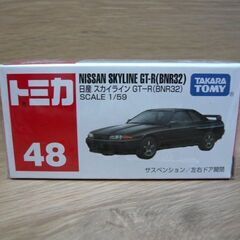 トミカ
48
NISSAN SKYLINE GT-R(BNR32)
日産 スカイライン GT-R(BNR32)
SCALE 1/59
TAKARA
TOMY
サスペンション/左右ドア開閉